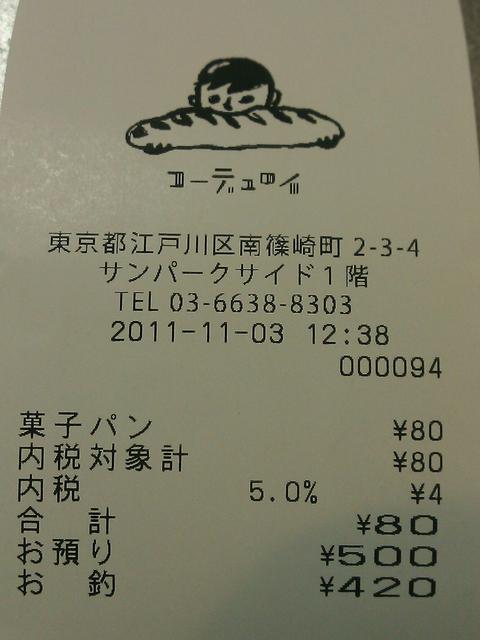 コーデュロイ
東京都江戸川区南篠崎町 2-3-4
サンパークサイド1階
TEL 03-6638-8303
2011-11-03 12:38
000094
菓子パン ¥80
内税対象計 ¥80
内税 5.0% ¥4
合 計 ¥80
お預り ¥500
お 釣 ¥420